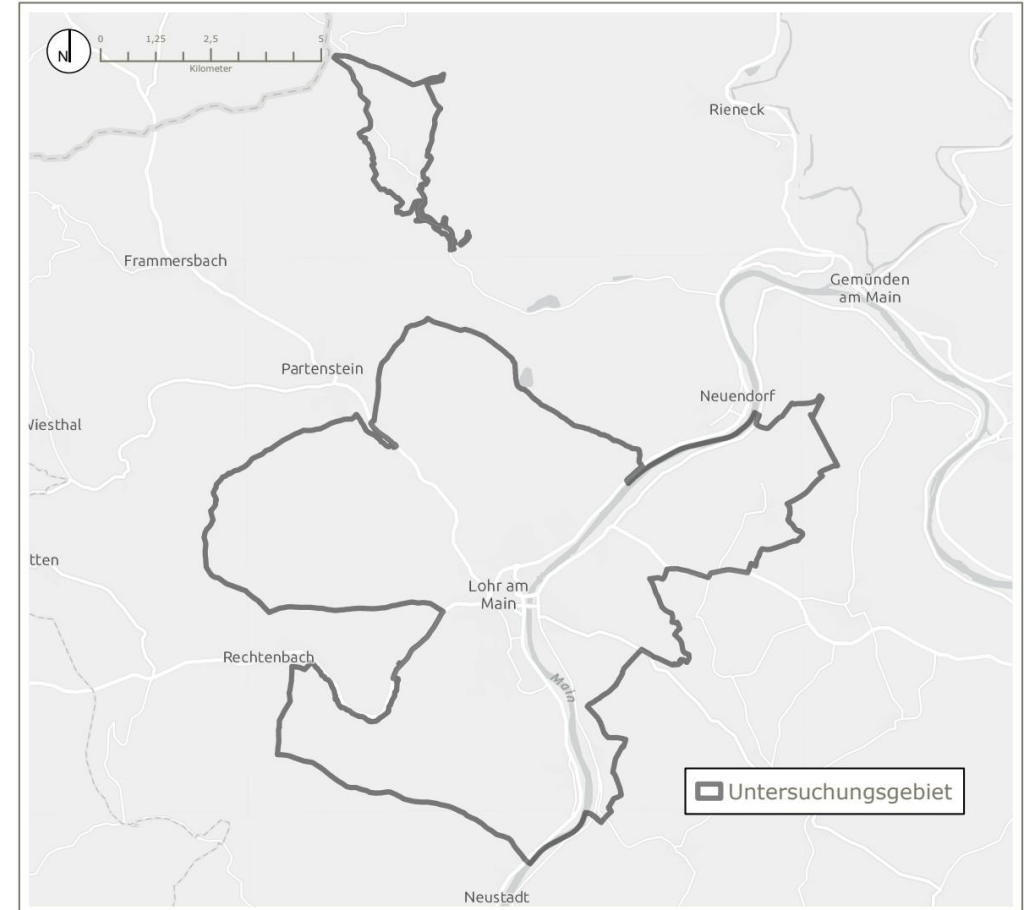 N
0 1,25 2,5 5
Kilometer
Rieneck
Frammersbach
Gemünden
am Main
Partenstein
Neuendorf
Wiesthal
tten
Lohr am
Main
Rechtenbach
Main
Untersuchungsgebiet
Neustadt